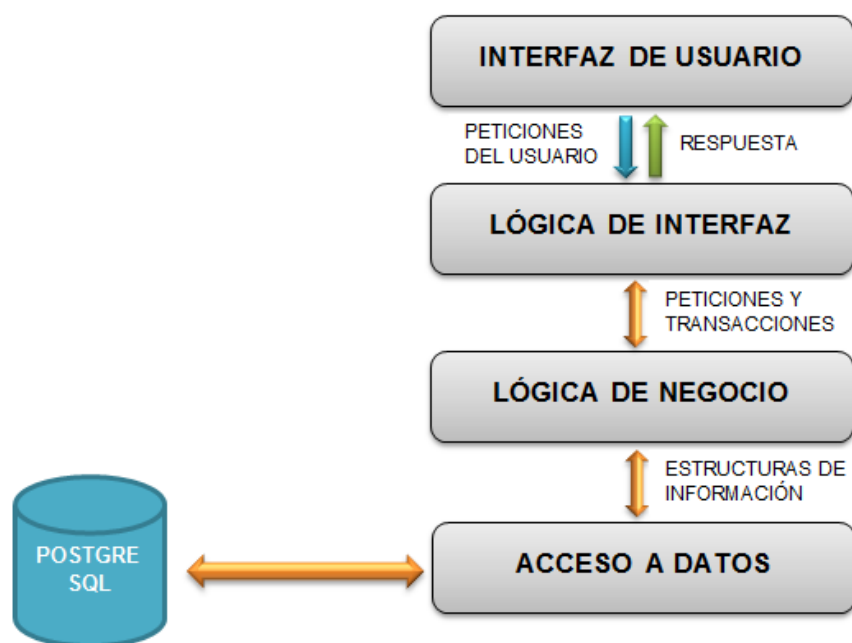 INTERFAZ DE USUARIO
PETICIONES
DEL USUARIO
RESPUESTA
LÓGICA DE INTERFAZ
PETICIONES Y
TRANSACCIONES
LÓGICA DE NEGOCIO
ESTRUCTURAS DE
INFORMACIÓN
POSTGRE
SQL
ACCESO A DATOS